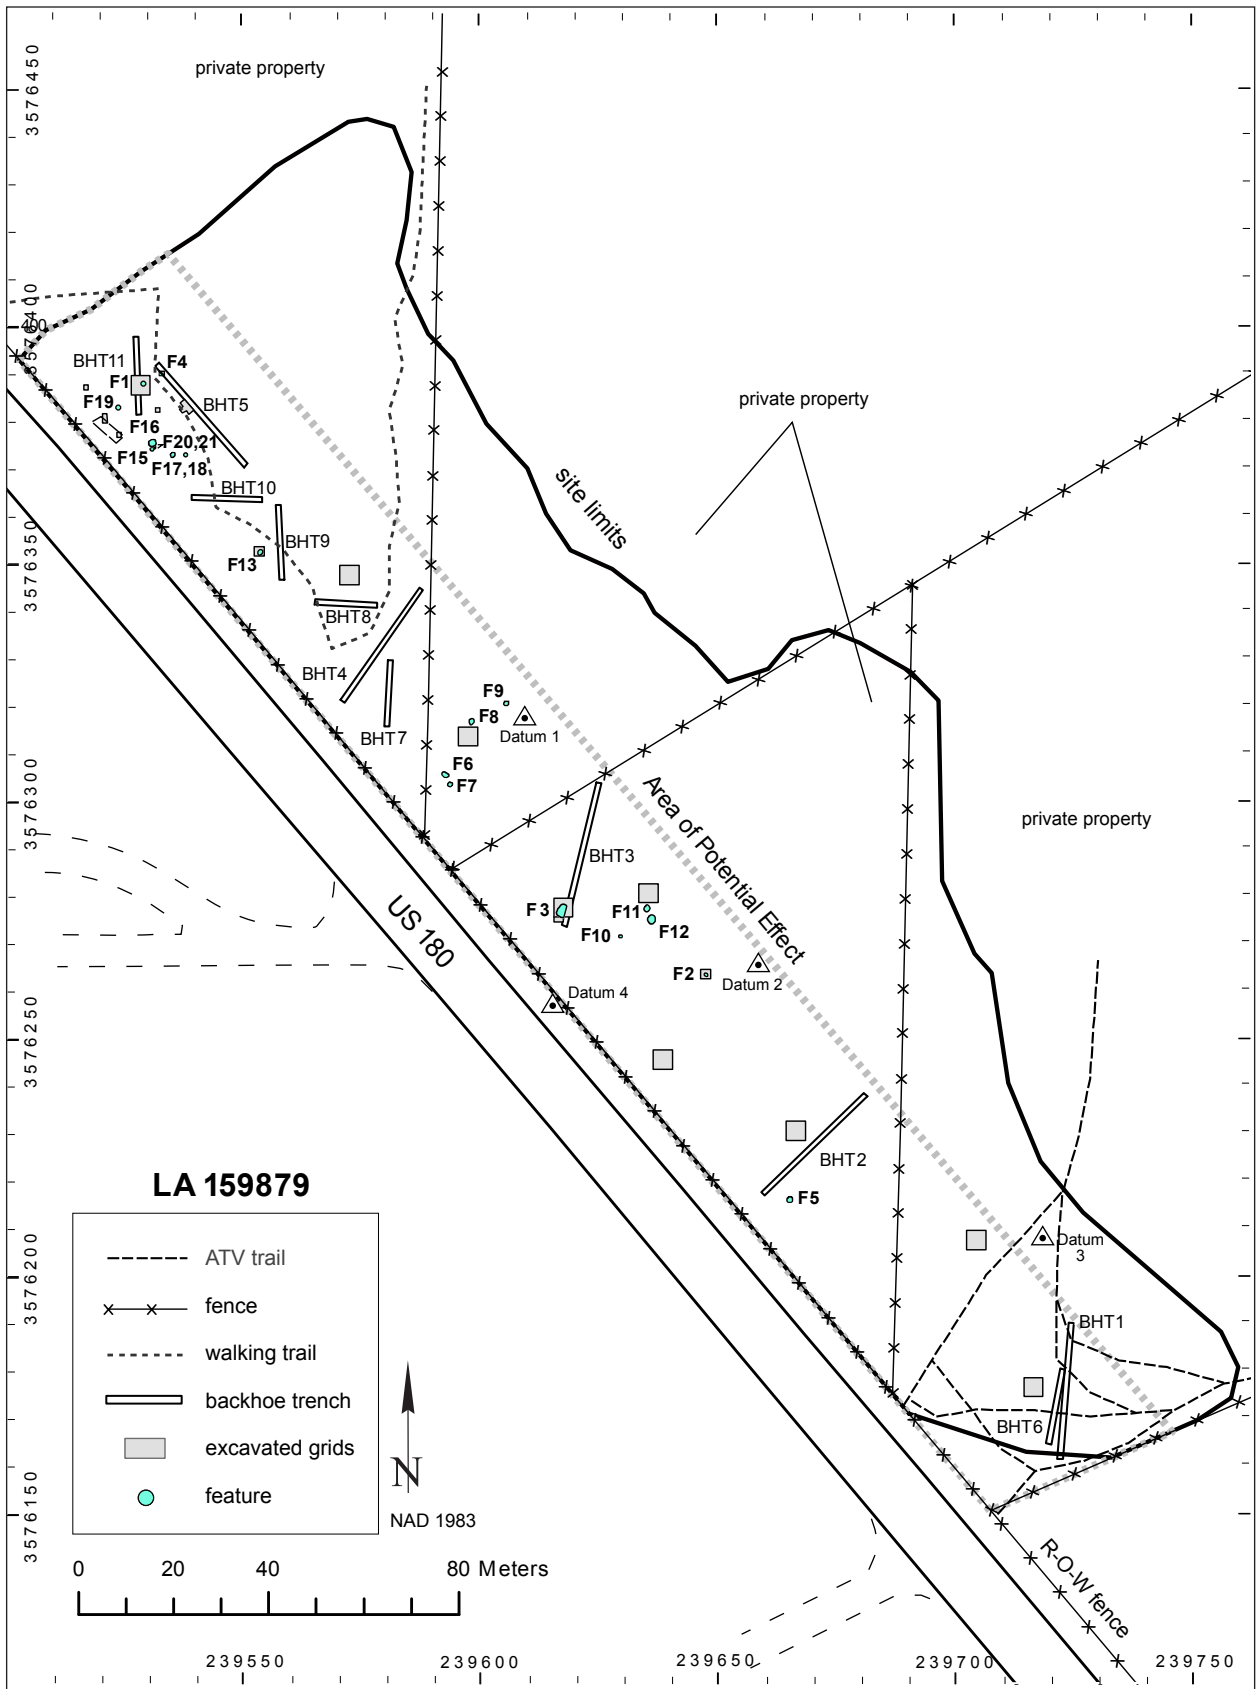 private property
3576450
3576400
400
BHT11
F4
F1
BHT5
F19
F16
F20,21
F15
F17,18
BHT10
BHT9
F13
3576350
BHT8
BHT4
BHT7
private property
site limits
F9
F8
Datum 1
F6
F7
3576300
Area of Potential Effect
private property
BHT3
F 3
F11
F12
F10
F2
Datum 2
US 180
Datum 4
3576250
BHT2
F5
LA 159879
ATV trail
fence
walking trail
backhoe trench
excavated grids
feature
N
NAD 1983
3576200
Datum
3
BHT1
BHT6
3576150
0 20 40 80 Meters
R-O-W fence
239550 239600 239650 239700 239750